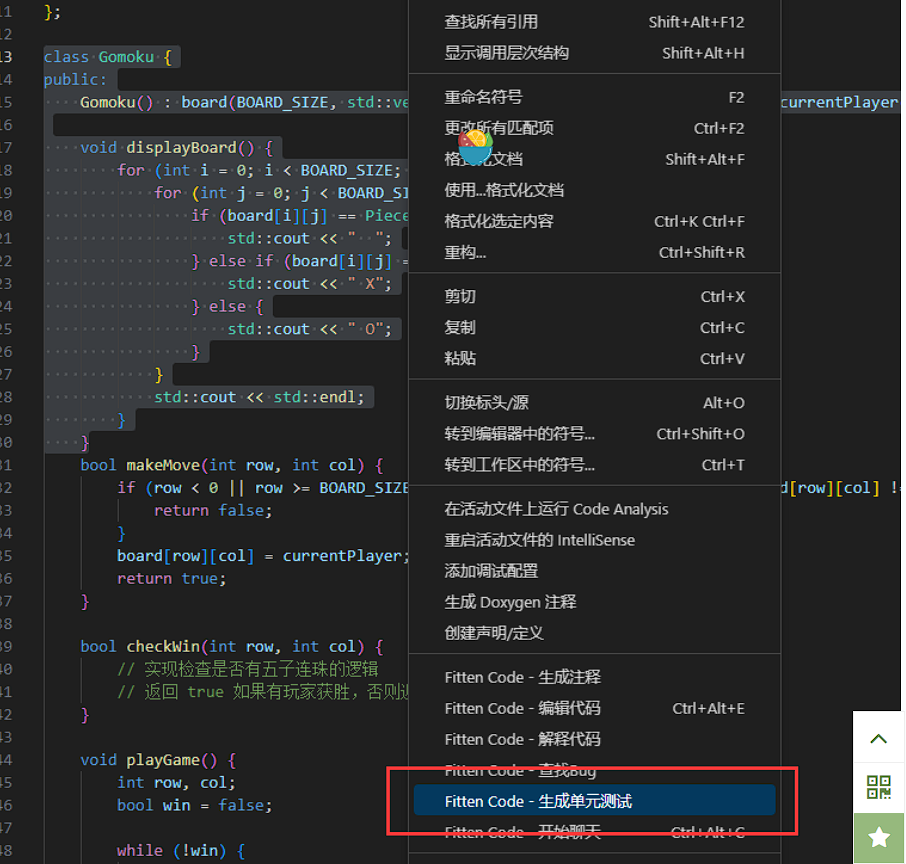 11 };
12
13 class Gomoku {
14 public:
15 Gomoku() : board(BOARD_SIZE, std::ve
currentPlayer
16
17 void displayBoard() {
18 for (int i = 0; i < BOARD_SIZE;
19 for (int j = 0; j < BOARD_SI
20 if (board[i][j] == Piece
21 std::cout << "  ";
22 } else if (board[i][j] =
23 std::cout << " X";
24 } else {
25 std::cout << " O";
26 }
27 }
28 std::cout << std::endl;
29 }
30 }
31 bool makeMove(int row, int col) {
32 if (row < 0 || row >= BOARD_SIZE
d[row][col] !=
33 return false;
34 }
35 board[row][col] = currentPlayer;
36 return true;
37 }
38
39 bool checkWin(int row, int col) {
40 // 实现检查是否有五子连珠的逻辑
41 // 返回 true 如果有玩家获胜，否则返
42 }
43
44 void playGame() {
45 int row, col;
46 bool win = false;
47
48 while (!win) {
查找所有引用 Shift+Alt+F12
显示调用层次结构 Shift+Alt+H
重命名符号 F2
更改所有匹配项 Ctrl+F2
格式化文档 Shift+Alt+F
使用...格式化文档
格式化选定内容 Ctrl+K Ctrl+F
重构... Ctrl+Shift+R
剪切 Ctrl+X
复制 Ctrl+C
粘贴 Ctrl+V
切换标头/源 Alt+O
转到编辑器中的符号... Ctrl+Shift+O
转到工作区中的符号... Ctrl+T
在活动文件上运行 Code Analysis
重启活动文件的 IntelliSense
添加调试配置
生成 Doxygen 注释
创建声明/定义
Fitten Code - 生成注释
Fitten Code - 编辑代码 Ctrl+Alt+E
Fitten Code - 解释代码
Fitten Code - 查找Bug
Fitten Code - 生成单元测试
Fitten Code - 开始聊天 Ctrl+Alt+C